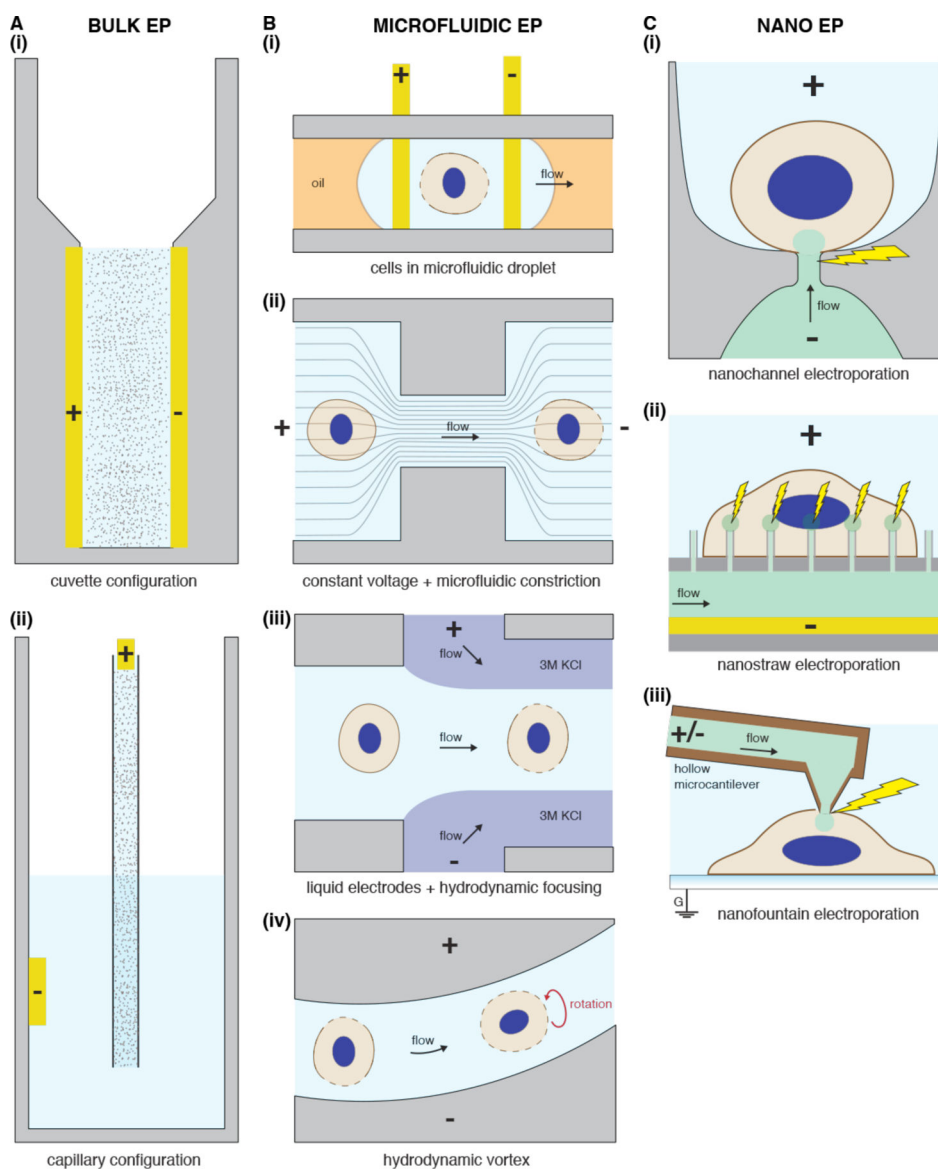 A
BULK EP
(i)
+
-
cuvette configuration
(ii)
+
-
capillary configuration
B
MICROFLUIDIC EP
(i)
+
-
oil
flow
cells in microfluidic droplet
(ii)
+
flow
-
constant voltage + microfluidic constriction
(iii)
+
flow
3M KCl
flow
3M KCl
flow
-
liquid electrodes + hydrodynamic focusing
(iv)
+
rotation
flow
-
hydrodynamic vortex
C
NANO EP
(i)
+
flow
-
nanochannel electroporation
(ii)
+
flow
-
nanostraw electroporation
(iii)
+/-
flow
hollow
microcantilever
G
nanofountain electroporation